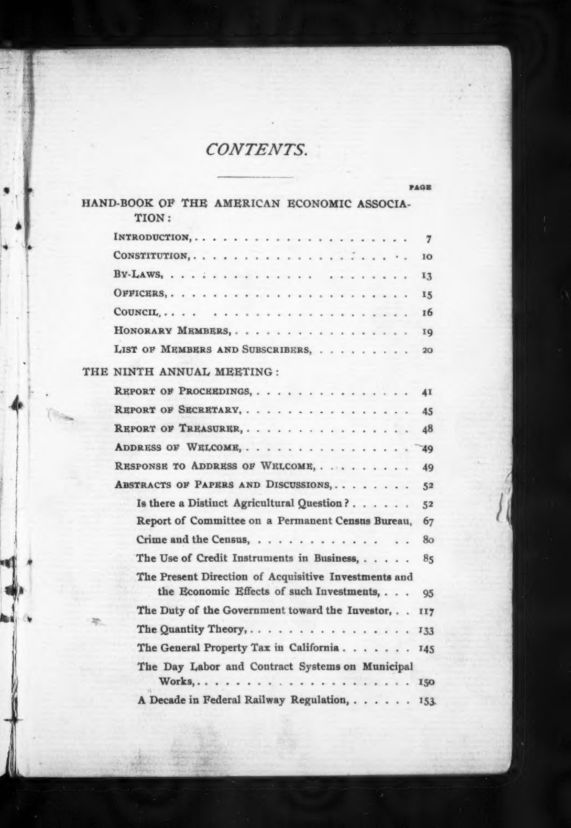 CONTENTS.
PAGE
HAND-BOOK OF THE AMERICAN ECONOMIC ASSOCIA-
TION :
INTRODUCTION, . . . . . . . . . . . . . . . . . . . . . 7
CONSTITUTION, . . . . . . . . . . . . . . . . . . . . . 10
BY-LAWS, . . . . . . . . . . . . . . . . . . . . 13
OFFICERS, . . . . . . . . . . . . . . . . . . . . . . . 15
COUNCIL, . . . . . . . . . . . . . . . . . . . . . . 16
HONORARY MEMBERS, . . . . . . . . . . . . . . . . . 19
LIST OF MEMBERS AND SUBSCRIBERS, . . . . . . . . . 20
THE NINTH ANNUAL MEETING :
REPORT OF PROCEEDINGS, . . . . . . . . . . . . . . . 41
REPORT OF SECRETARY, . . . . . . . . . . . . . . . . 45
REPORT OF TREASURER, . . . . . . . . . . . . . . . . 48
ADDRESS OF WELCOME, . . . . . . . . . . . . . . . . 49
RESPONSE TO ADDRESS OF WELCOME, . . . . . . . . . 49
ABSTRACTS OF PAPERS AND DISCUSSIONS, . . . . . . . . 52
Is there a Distinct Agricultural Question ? . . . . . . 52
Report of Committee on a Permanent Census Bureau, 67
Crime and the Census, . . . . . . . . . . . . 80
The Use of Credit Instruments in Business, . . . . . 85
The Present Direction of Acquisitive Investments and
the Economic Effects of such Investments, . . . 95
The Duty of the Government toward the Investor, . . 117
The Quantity Theory, . . . . . . . . . . . . . . . . 133
The General Property Tax in California . . . . . . . 145
The Day Labor and Contract Systems on Municipal
Works, . . . . . . . . . . . . . . . . . . . . . 150
A Decade in Federal Railway Regulation, . . . . . . 153